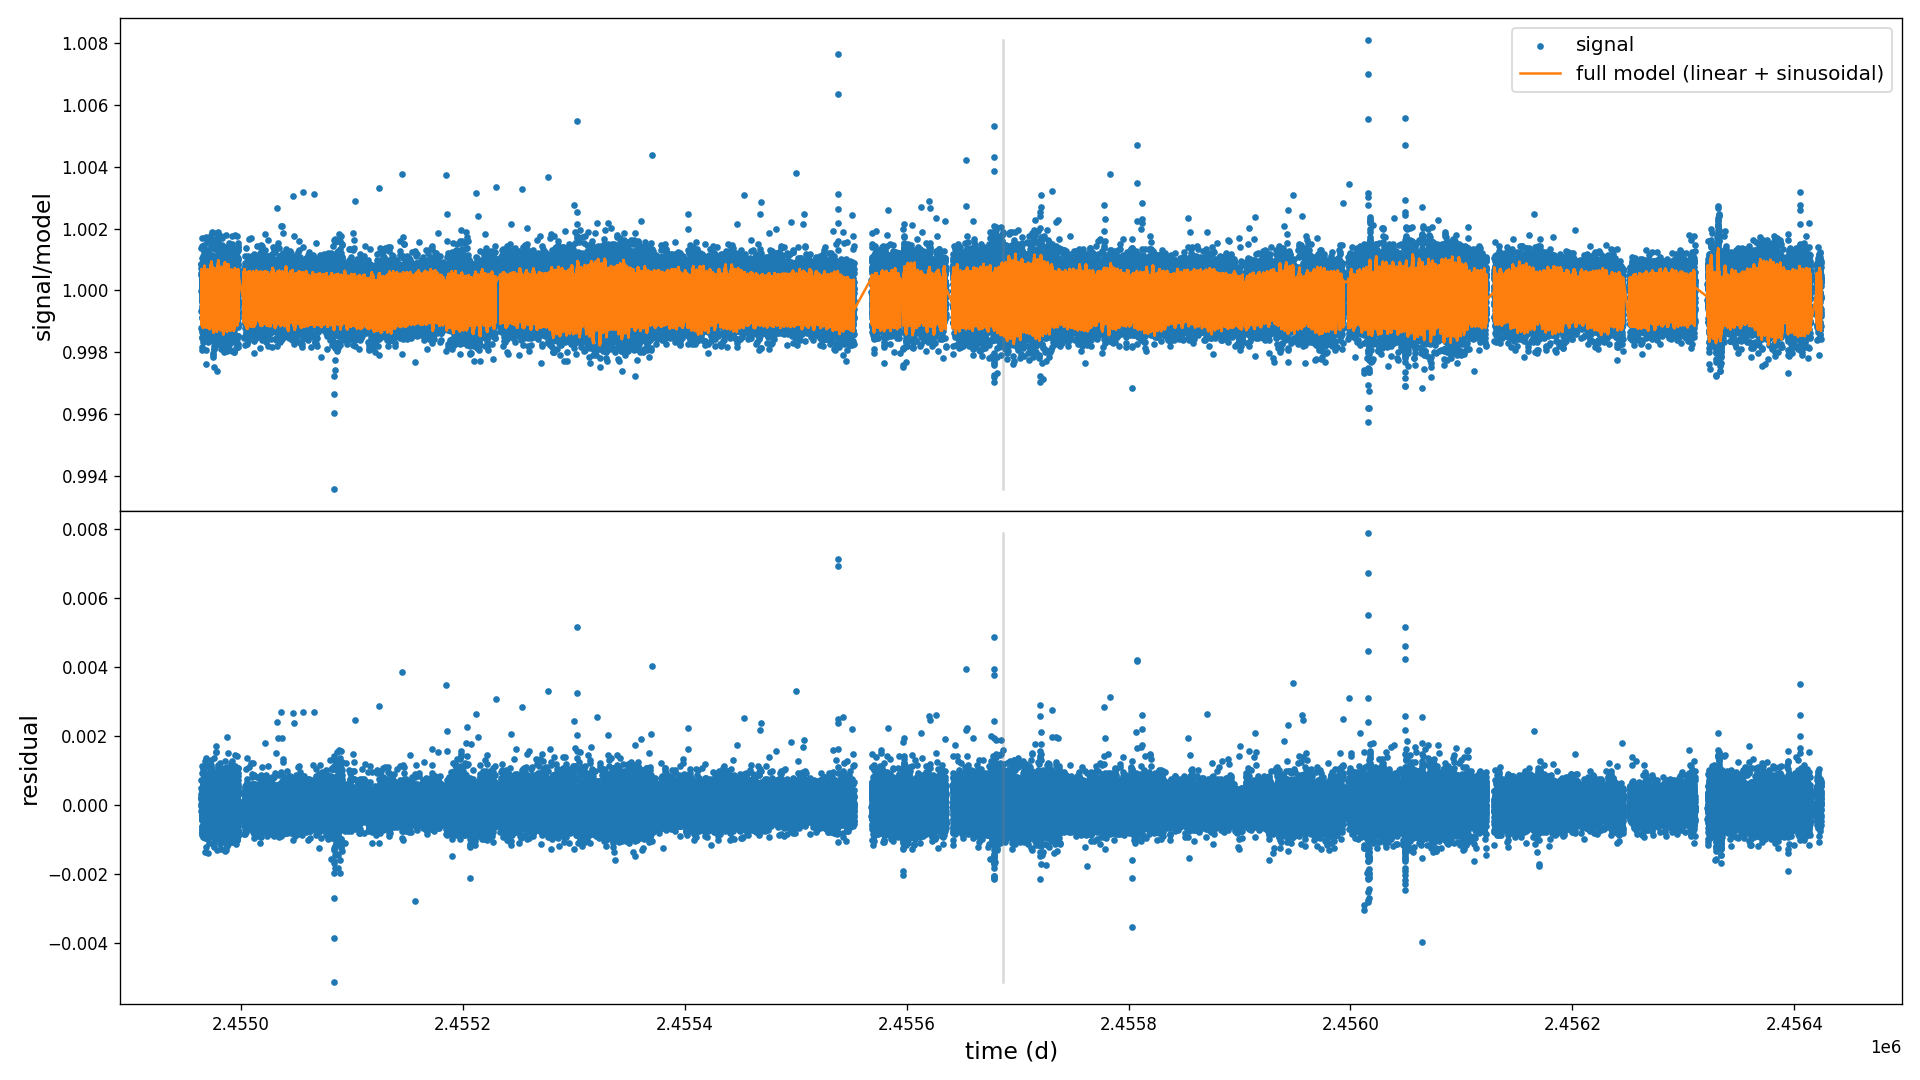 signal/model
1.008
1.006
1.004
1.002
1.000
0.998
0.996
0.994
signal
full model (linear + sinusoidal)
residual
0.008
0.006
0.004
0.002
0.000
−0.002
−0.004
2.4550 2.4552 2.4554 2.4556 2.4558 2.4560 2.4562 2.4564
time (d)
1e6